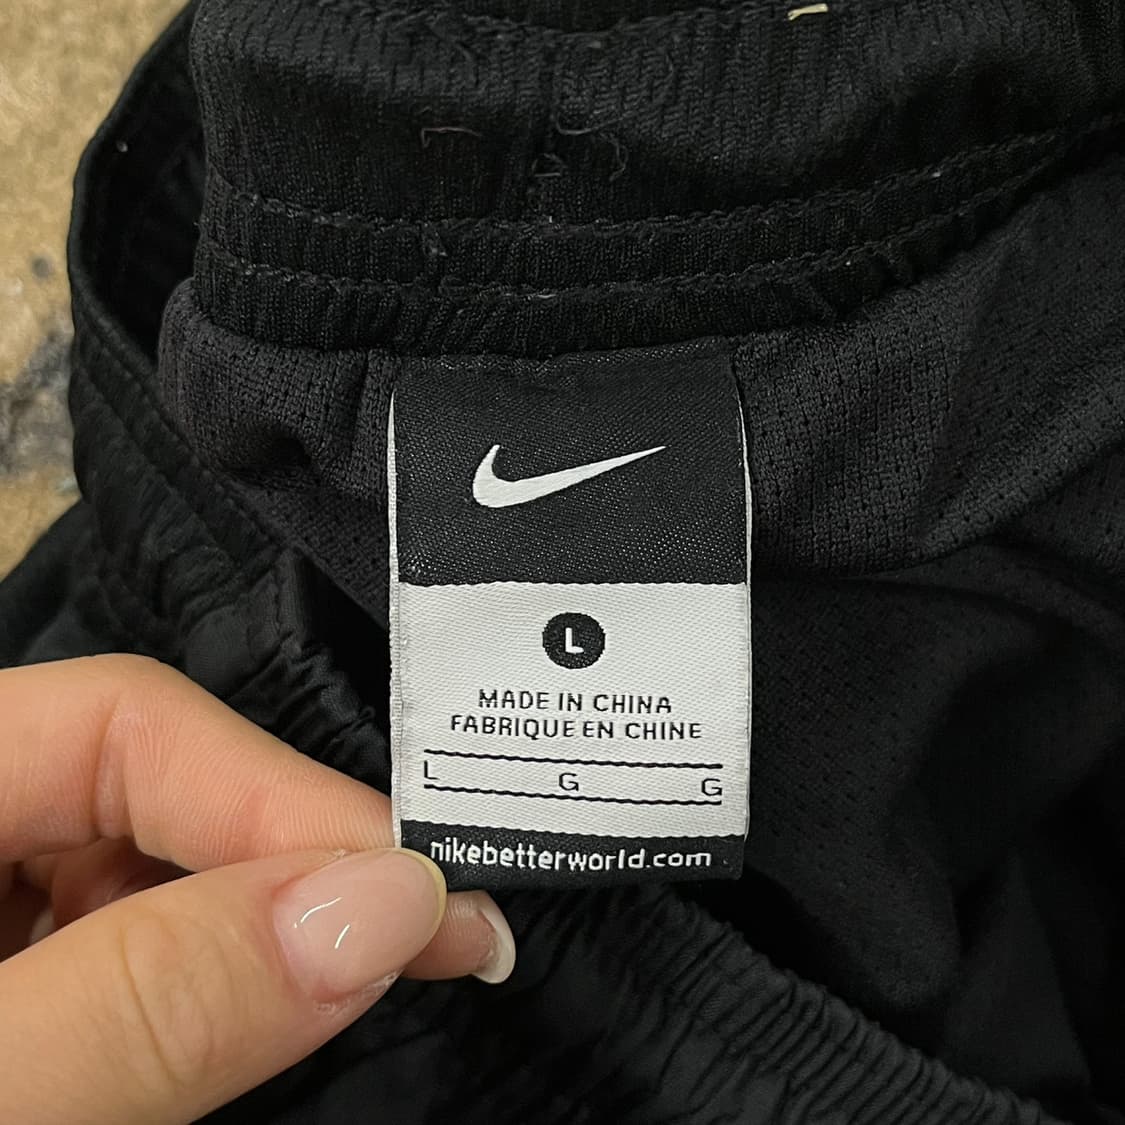 L
MADE IN CHINA
FABRIQUE EN CHINE
L G G
nikebetterworld.com